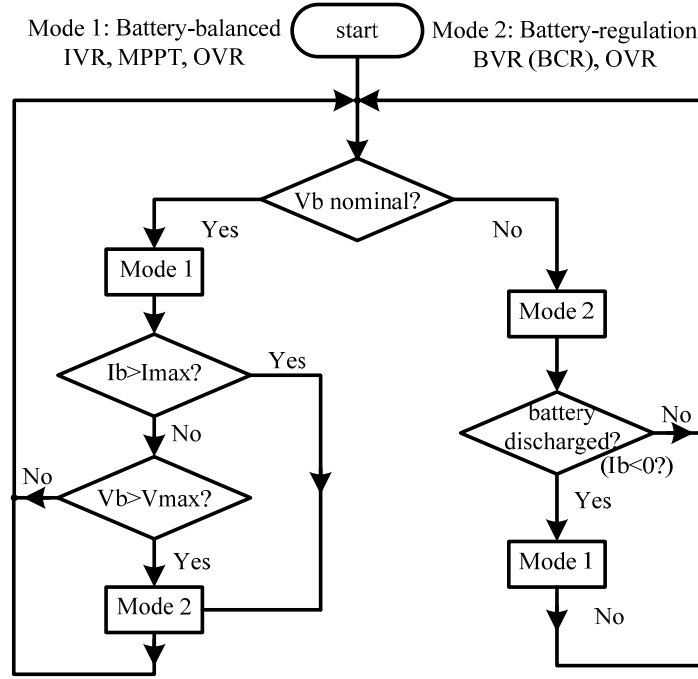 Mode 1: Battery-balanced
IVR, MPPT, OVR
start
Mode 2: Battery-regulation
BVR (BCR), OVR
Vb nominal?
Yes
No
Mode 1
Mode 2
Ib>Imax?
Yes
No
battery
discharged?
(Ib<0?)
No
Vb>Vmax?
No
Yes
Yes
Mode 1
Mode 2
No